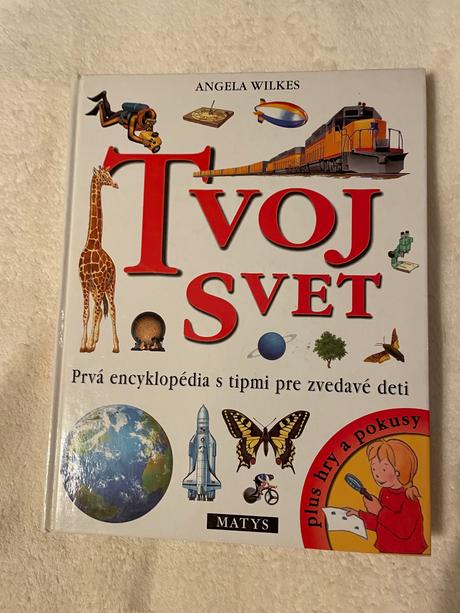 ANGELA WILKES
TVOJ
SVET
Prvá encyklopédia s tipmi pre zvedavé deti
plus hry a pokusy
MATYS